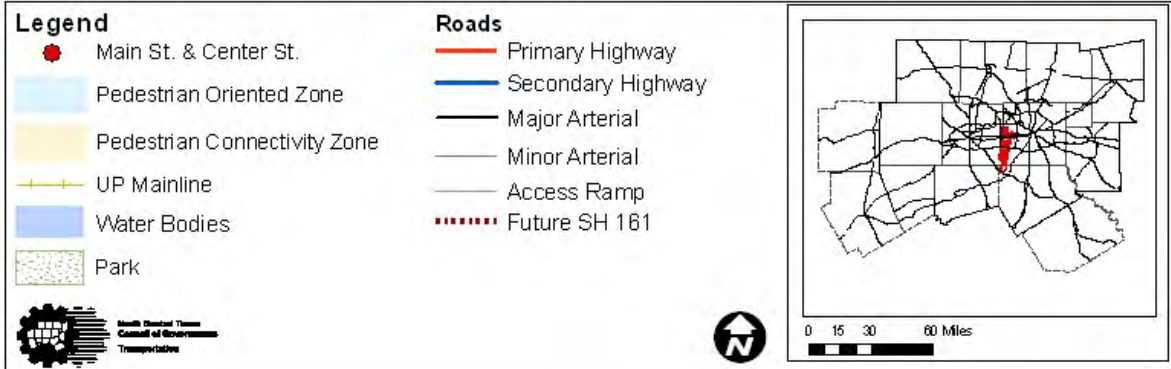 Legend
Main St. & Center St.
Pedestrian Oriented Zone
Pedestrian Connectivity Zone
UP Mainline
Water Bodies
Park
North Central Texas
Council of Governments
Transportation
Roads
Primary Highway
Secondary Highway
Major Arterial
Minor Arterial
Access Ramp
Future SH 161
N
0 15 30 60 Miles